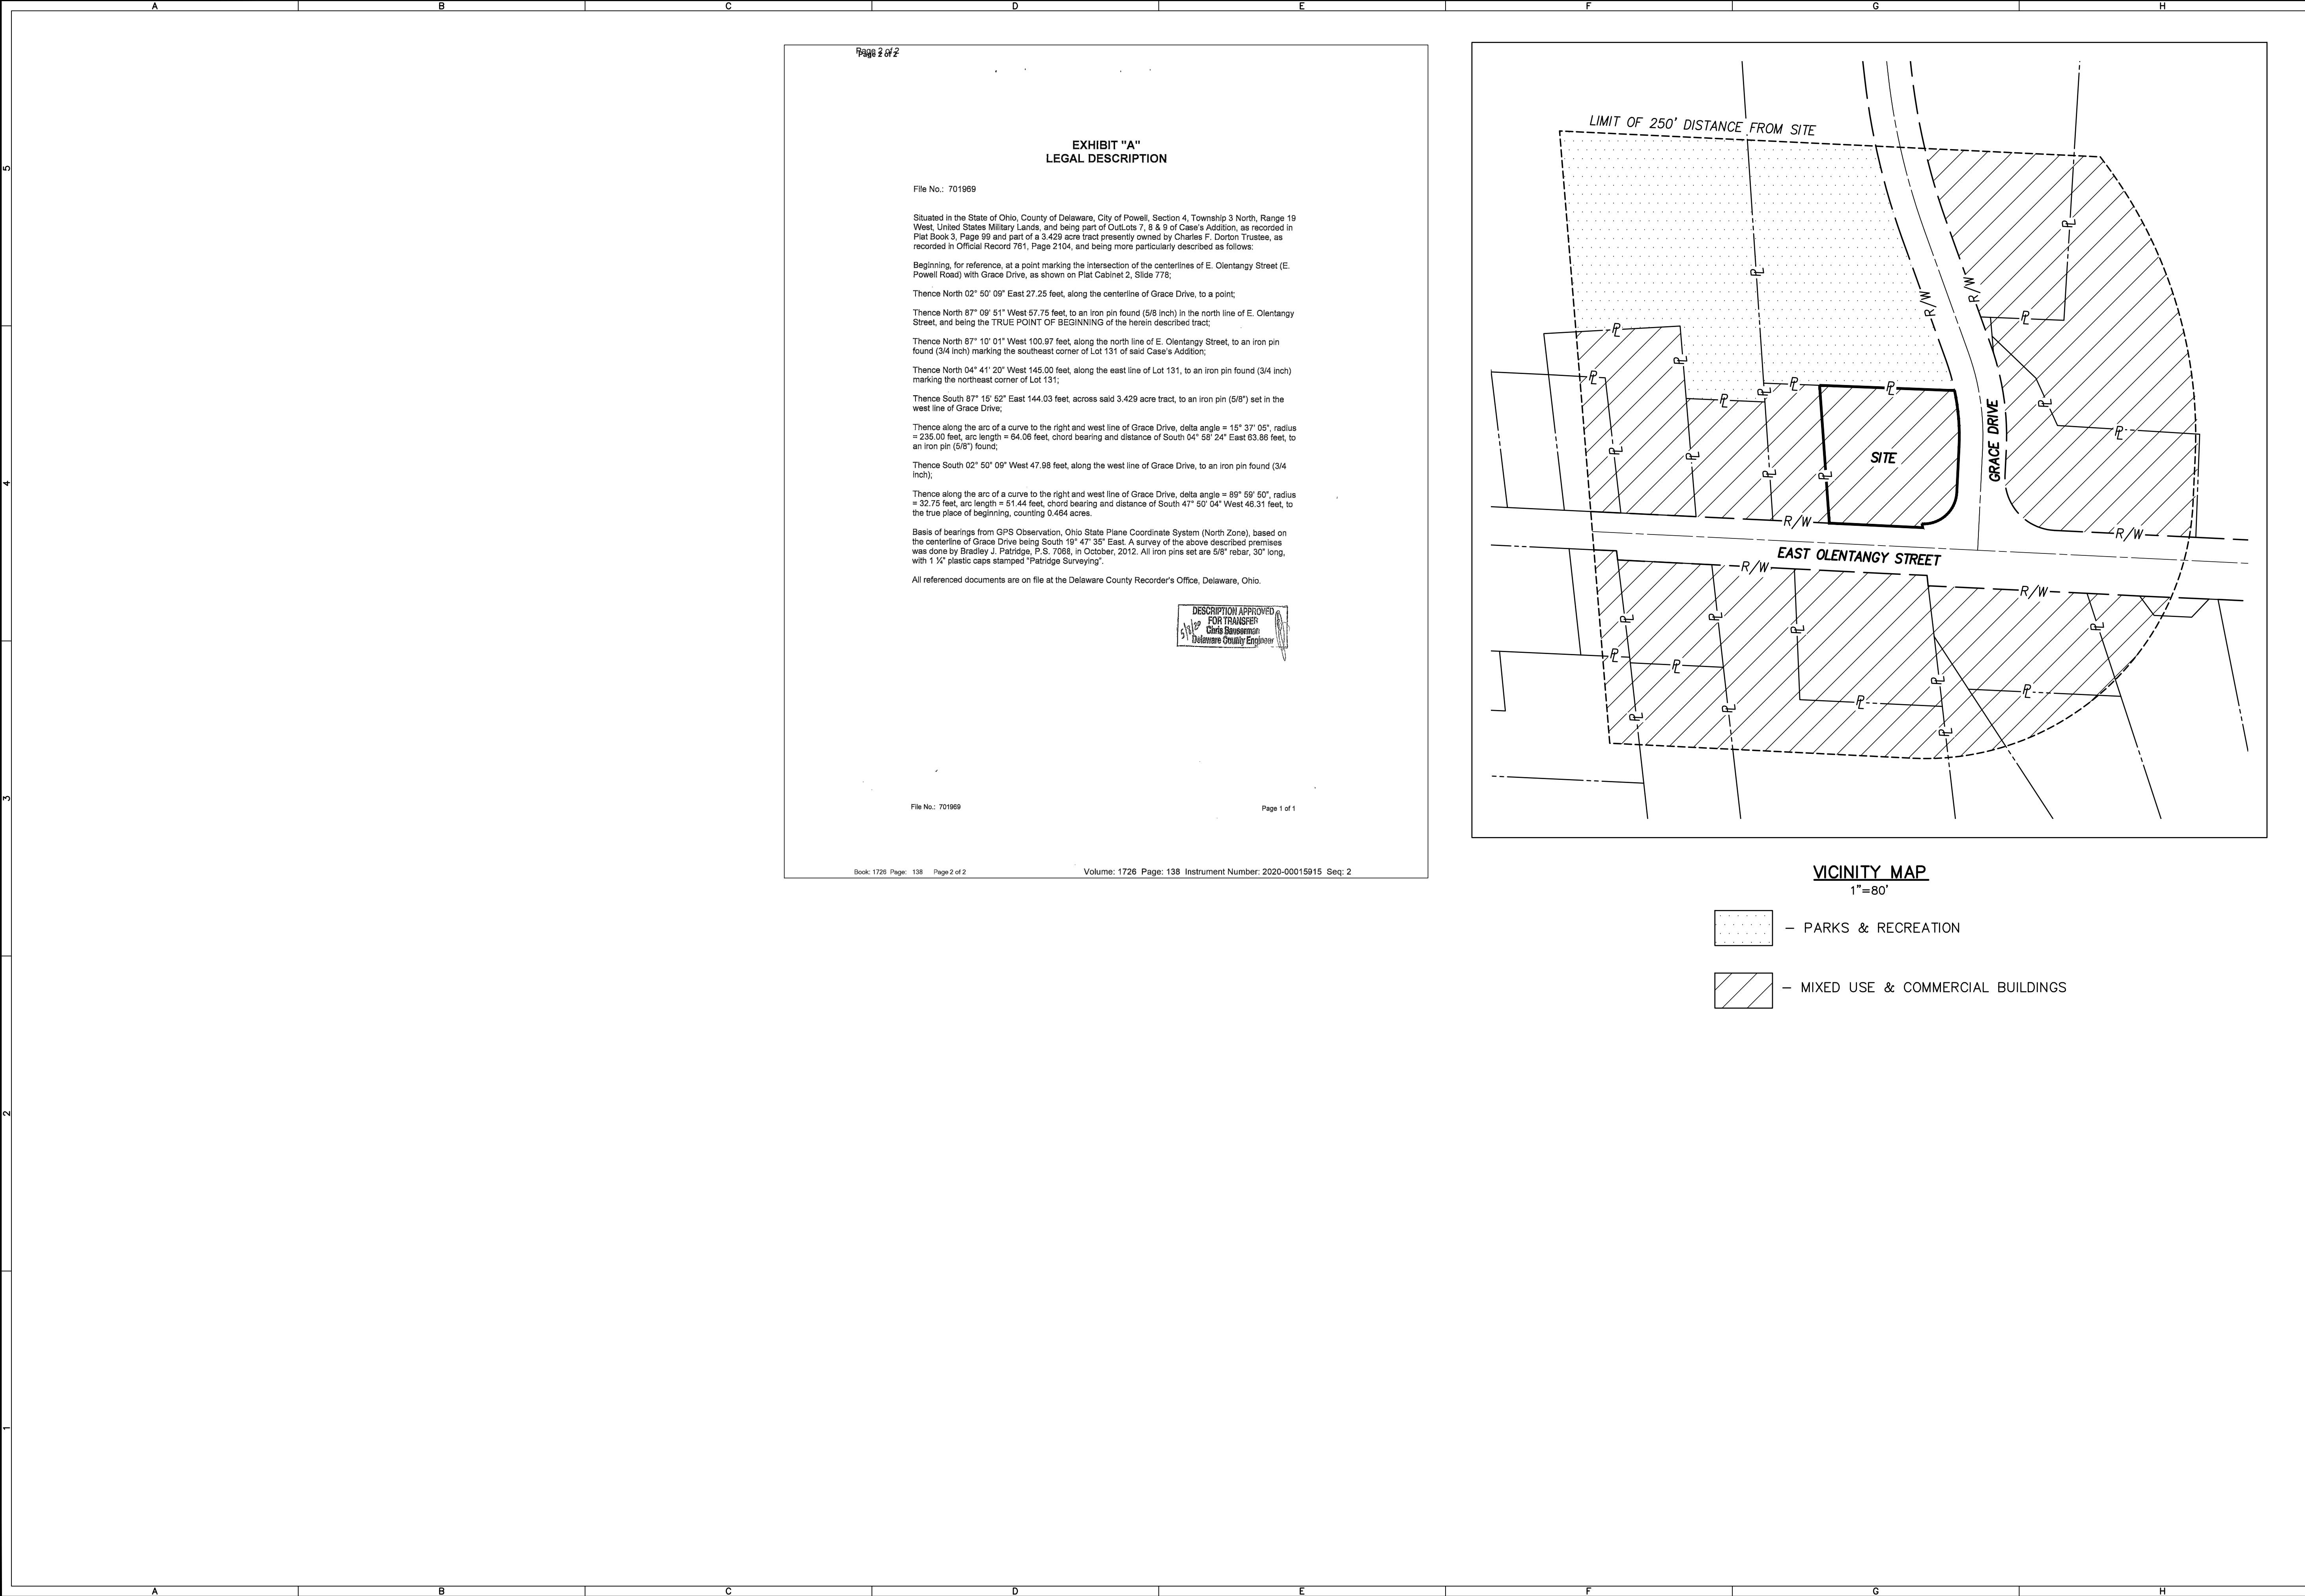 A B C D E F G H
Page 2 of 2
Page 2 of 2
EXHIBIT "A"
LEGAL DESCRIPTION
File No.: 701969
Situated in the State of Ohio, County of Delaware, City of Powell, Section 4, Township 3 North, Range 19
West, United States Military Lands, and being part of OutLots 7, 8 & 9 of Case's Addition, as recorded in
Plat Book 3, Page 99 and part of a 3.429 acre tract presently owned by Charles F. Dorton Trustee, as
recorded in Official Record 761, Page 2104, and being more particularly described as follows:
Beginning, for reference, at a point marking the intersection of the centerlines of E. Olentangy Street (E.
Powell Road) with Grace Drive, as shown on Plat Cabinet 2, Slide 778;
Thence North 02° 50' 09" East 27.25 feet, along the centerline of Grace Drive, to a point;
Thence North 87° 09' 51" West 57.75 feet, to an iron pin found (5/8 inch) in the north line of E. Olentangy
Street, and being the TRUE POINT OF BEGINNING of the herein described tract;
Thence North 87° 10' 01" West 100.97 feet, along the north line of E. Olentangy Street, to an iron pin
found (3/4 inch) marking the southeast corner of Lot 131 of said Case's Addition;
Thence North 04° 41' 20" West 145.00 feet, along the east line of Lot 131, to an iron pin found (3/4 inch)
marking the northeast corner of Lot 131;
Thence South 87° 15' 52" East 144.03 feet, across said 3.429 acre tract, to an iron pin (5/8") set in the
west line of Grace Drive;
Thence along the arc of a curve to the right and west line of Grace Drive, delta angle = 15° 37' 05", radius
= 235.00 feet, arc length = 64.06 feet, chord bearing and distance of South 04° 58' 24" East 63.86 feet, to
an iron pin (5/8") found;
Thence South 02° 50" 09" West 47.98 feet, along the west line of Grace Drive, to an iron pin found (3/4
inch);
Thence along the arc of a curve to the right and west line of Grace Drive, delta angle = 89° 59' 50", radius
= 32.75 feet, arc length = 51.44 feet, chord bearing and distance of South 47° 50' 04" West 46.31 feet, to
the true place of beginning, counting 0.464 acres.
Basis of bearings from GPS Observation, Ohio State Plane Coordinate System (North Zone), based on
the centerline of Grace Drive being South 19° 47' 35" East. A survey of the above described premises
was done by Bradley J. Patridge, P.S. 7068, in October, 2012. All iron pins set are 5/8" rebar, 30" long,
with 1 ¼" plastic caps stamped "Patridge Surveying".
All referenced documents are on file at the Delaware County Recorder's Office, Delaware, Ohio.
DESCRIPTION APPROVED
FOR TRANSFER
5/8/20 Chris Bauserman
Delaware County Engineer
File No.: 701969 Page 1 of 1
Book: 1726 Page: 138 Page 2 of 2 Volume: 1726 Page: 138 Instrument Number: 2020-00015915 Seq: 2
LIMIT OF 250' DISTANCE FROM SITE
R/W
R/W
SITE
GRACE DRIVE
R/W
R/W
EAST OLENTANGY STREET
R/W
R/W
VICINITY MAP
1"=80'
– PARKS & RECREATION
– MIXED USE & COMMERCIAL BUILDINGS
5
4
3
2
1
A B C D E F G H